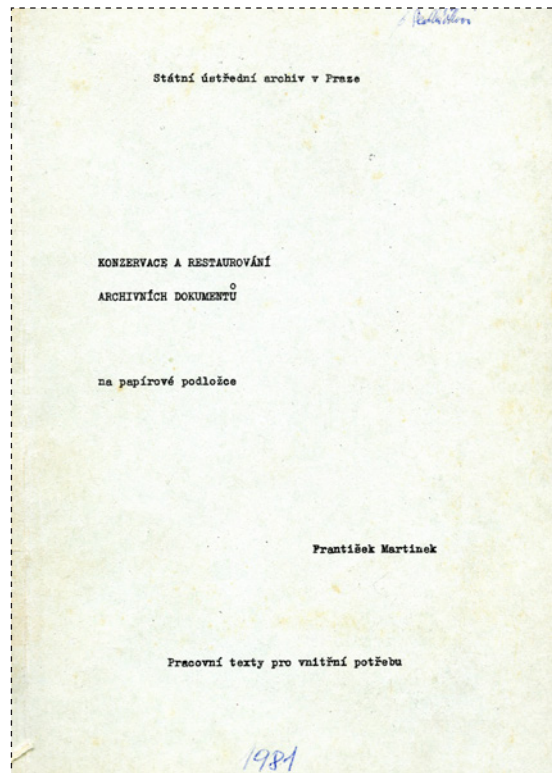 Státní ústřední archiv v Praze
KONZERVACE A RESTAUROVÁNÍ
ARCHIVNÍCH DOKUMENTŮ
na papírové podložce
František Martinek
Pracovní texty pro vnitřní potřebu
1981